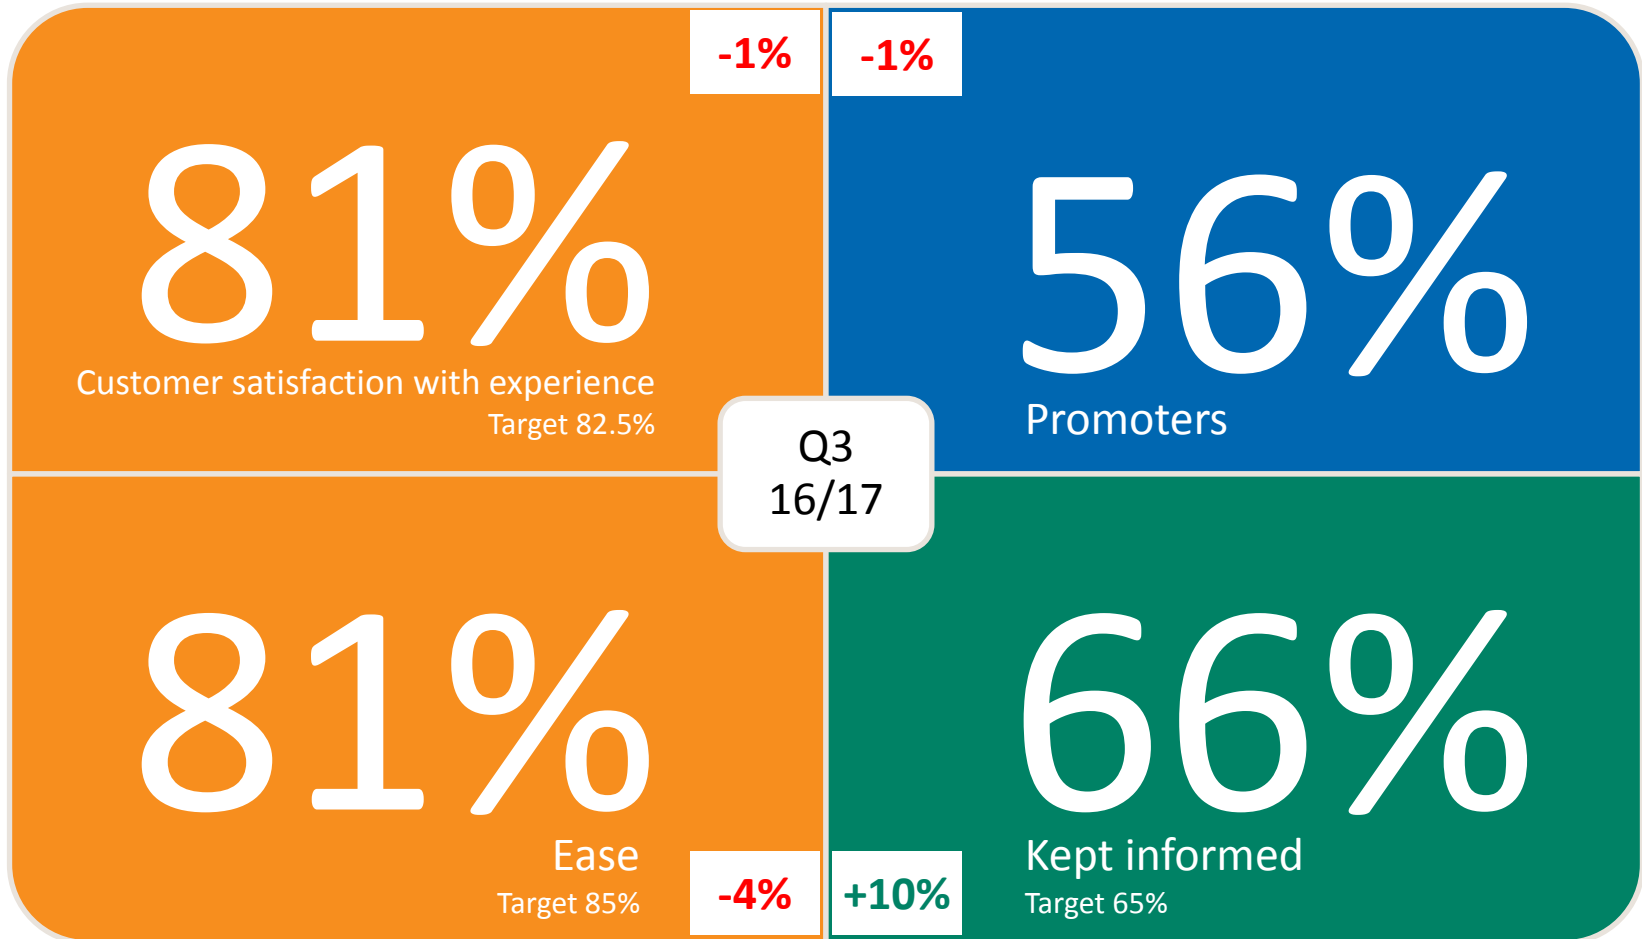 -1%
81%
Customer satisfaction with experience
Target 82.5%
-1%
56%
Promoters
Q3
16/17
81%
Ease
Target 85%
-4%
66%
Kept informed
Target 65%
+10%